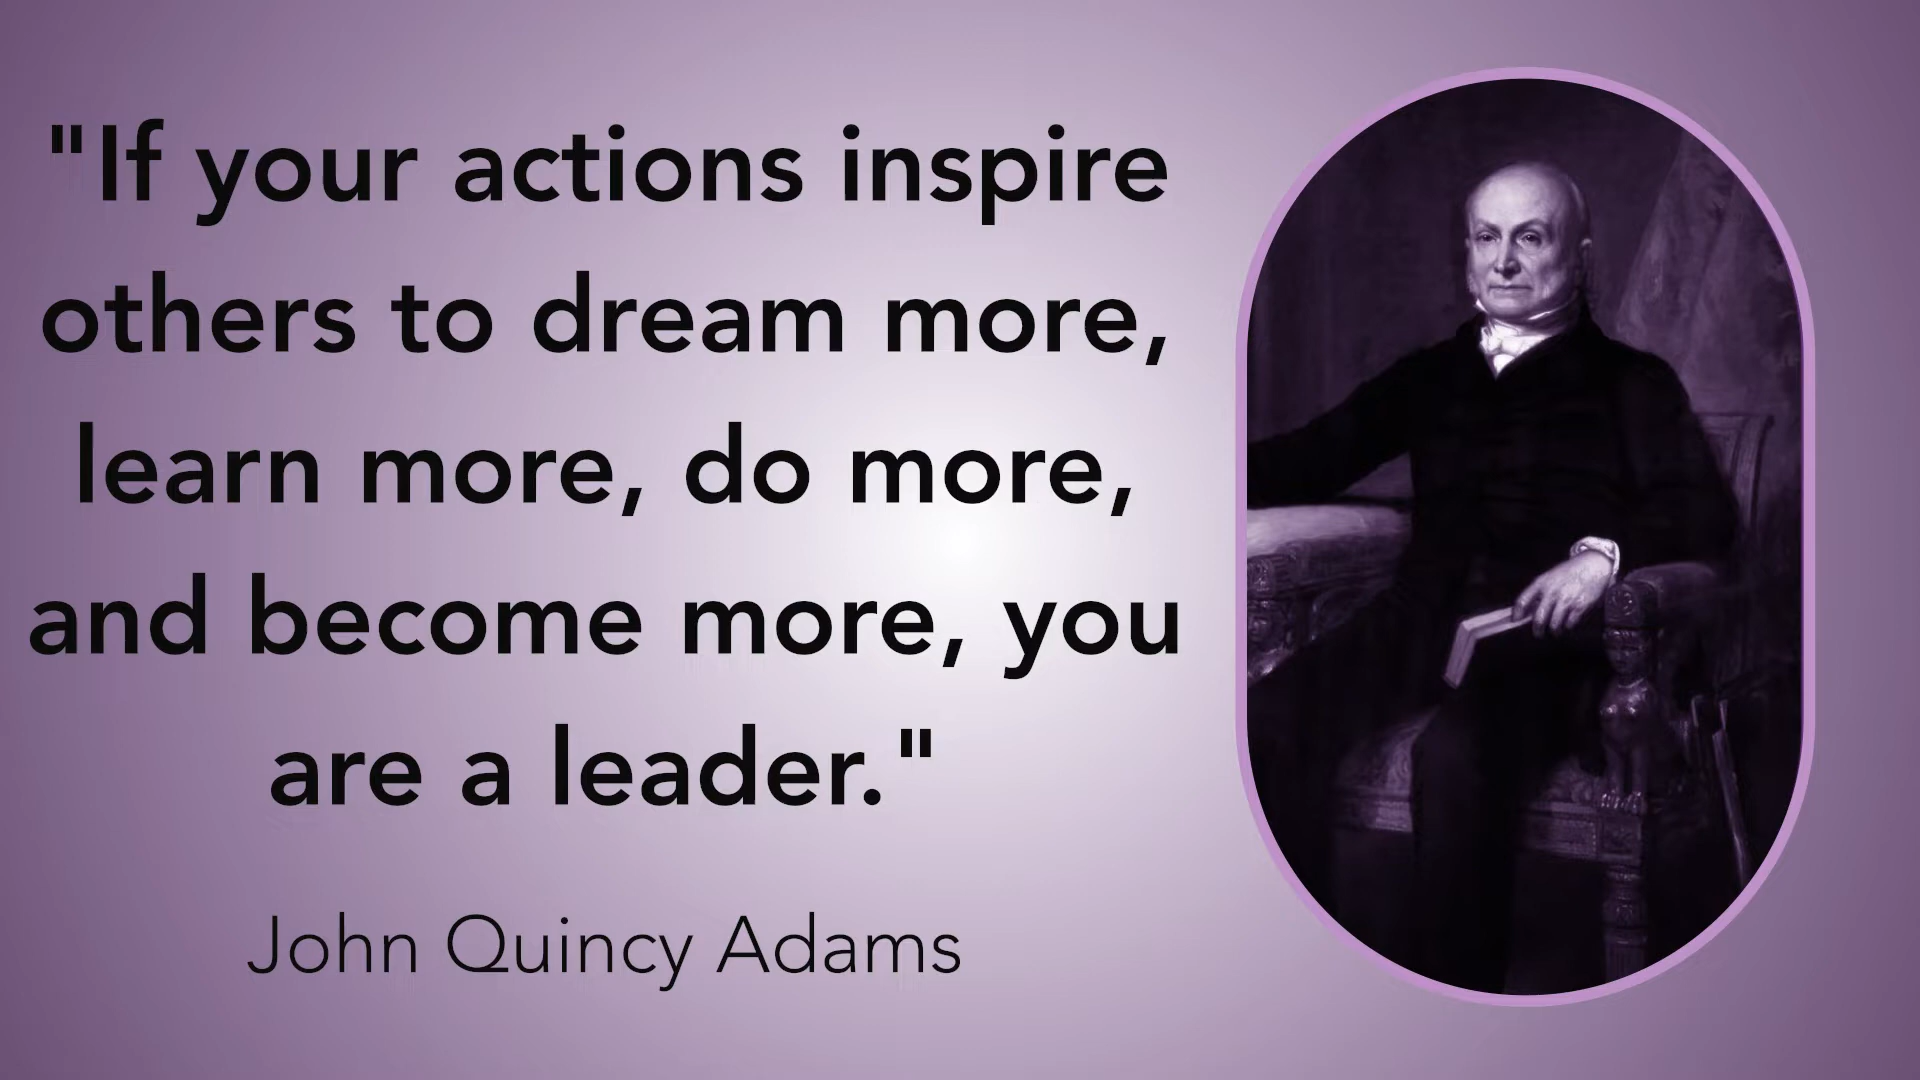 "If your actions inspire
others to dream more,
learn more, do more,
and become more, you
are a leader."
John Quincy Adams